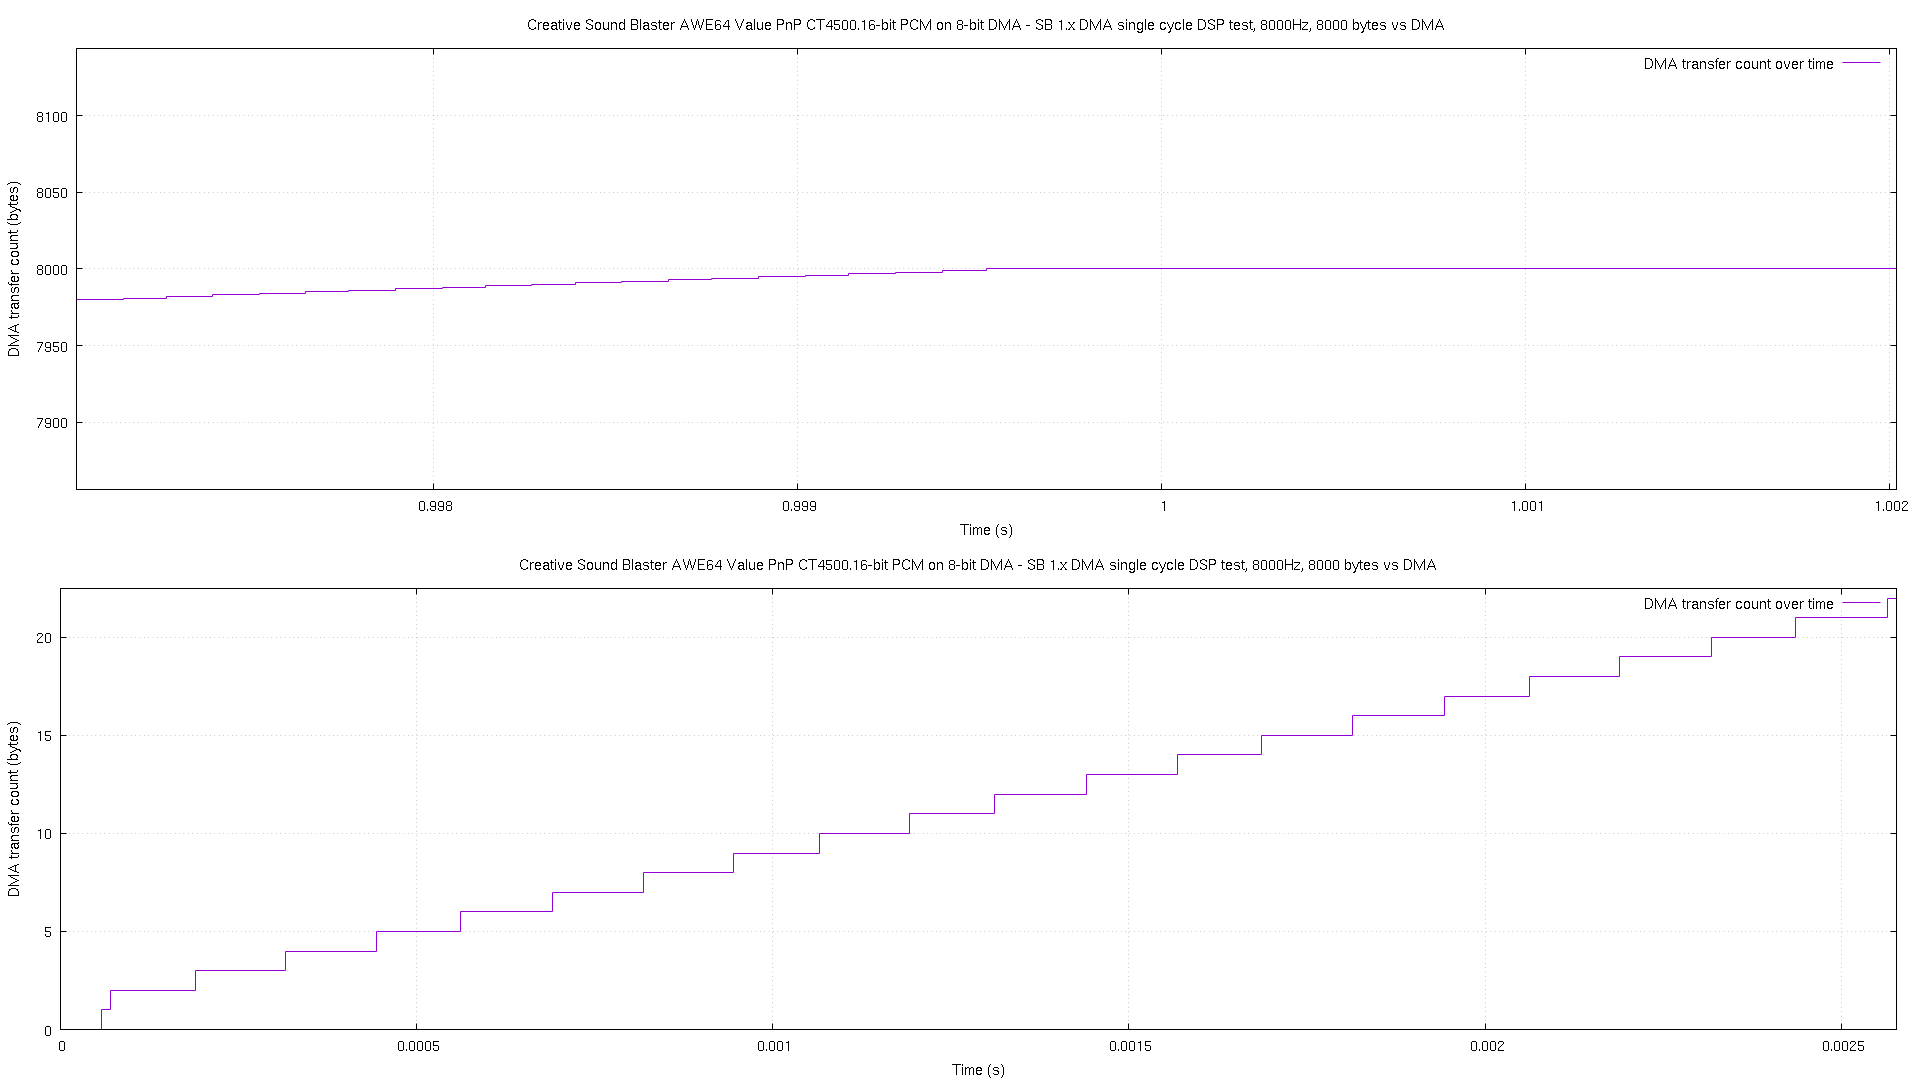 Creative Sound Blaster AWE64 Value PnP CT4500.16-bit PCM on 8-bit DMA - SB 1.x DMA single cycle DSP test, 8000Hz, 8000 bytes vs DMA
DMA transfer count over time
8100
8050
8000
7950
7900
DMA transfer count (bytes)
0.998 0.999 1 1.001 1.002
Time (s)
Creative Sound Blaster AWE64 Value PnP CT4500.16-bit PCM on 8-bit DMA - SB 1.x DMA single cycle DSP test, 8000Hz, 8000 bytes vs DMA
DMA transfer count over time
20
15
10
5
0
DMA transfer count (bytes)
0 0.0005 0.001 0.0015 0.002 0.0025
Time (s)